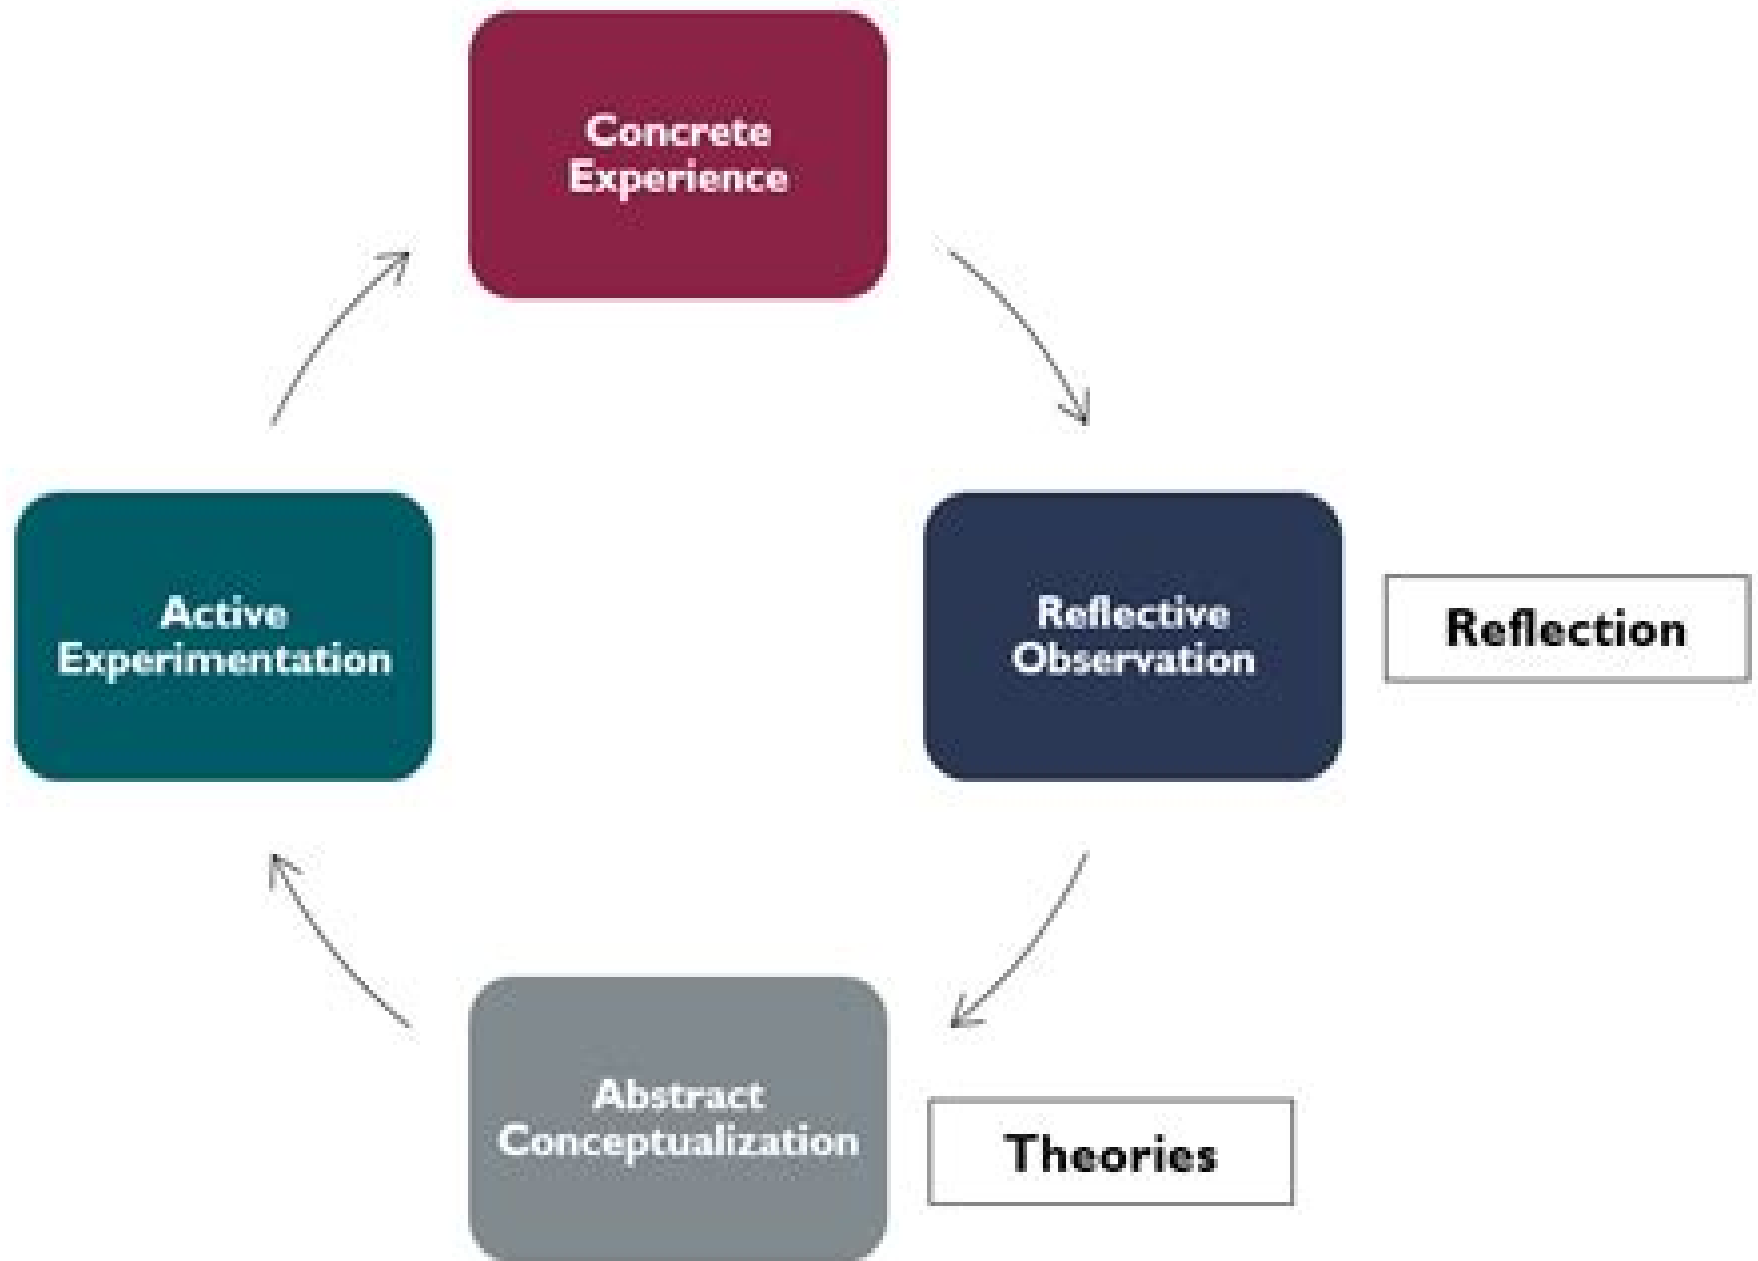 Concrete
Experience
Active
Experimentation
Reflective
Observation
Reflection
Abstract
Conceptualization
Theories